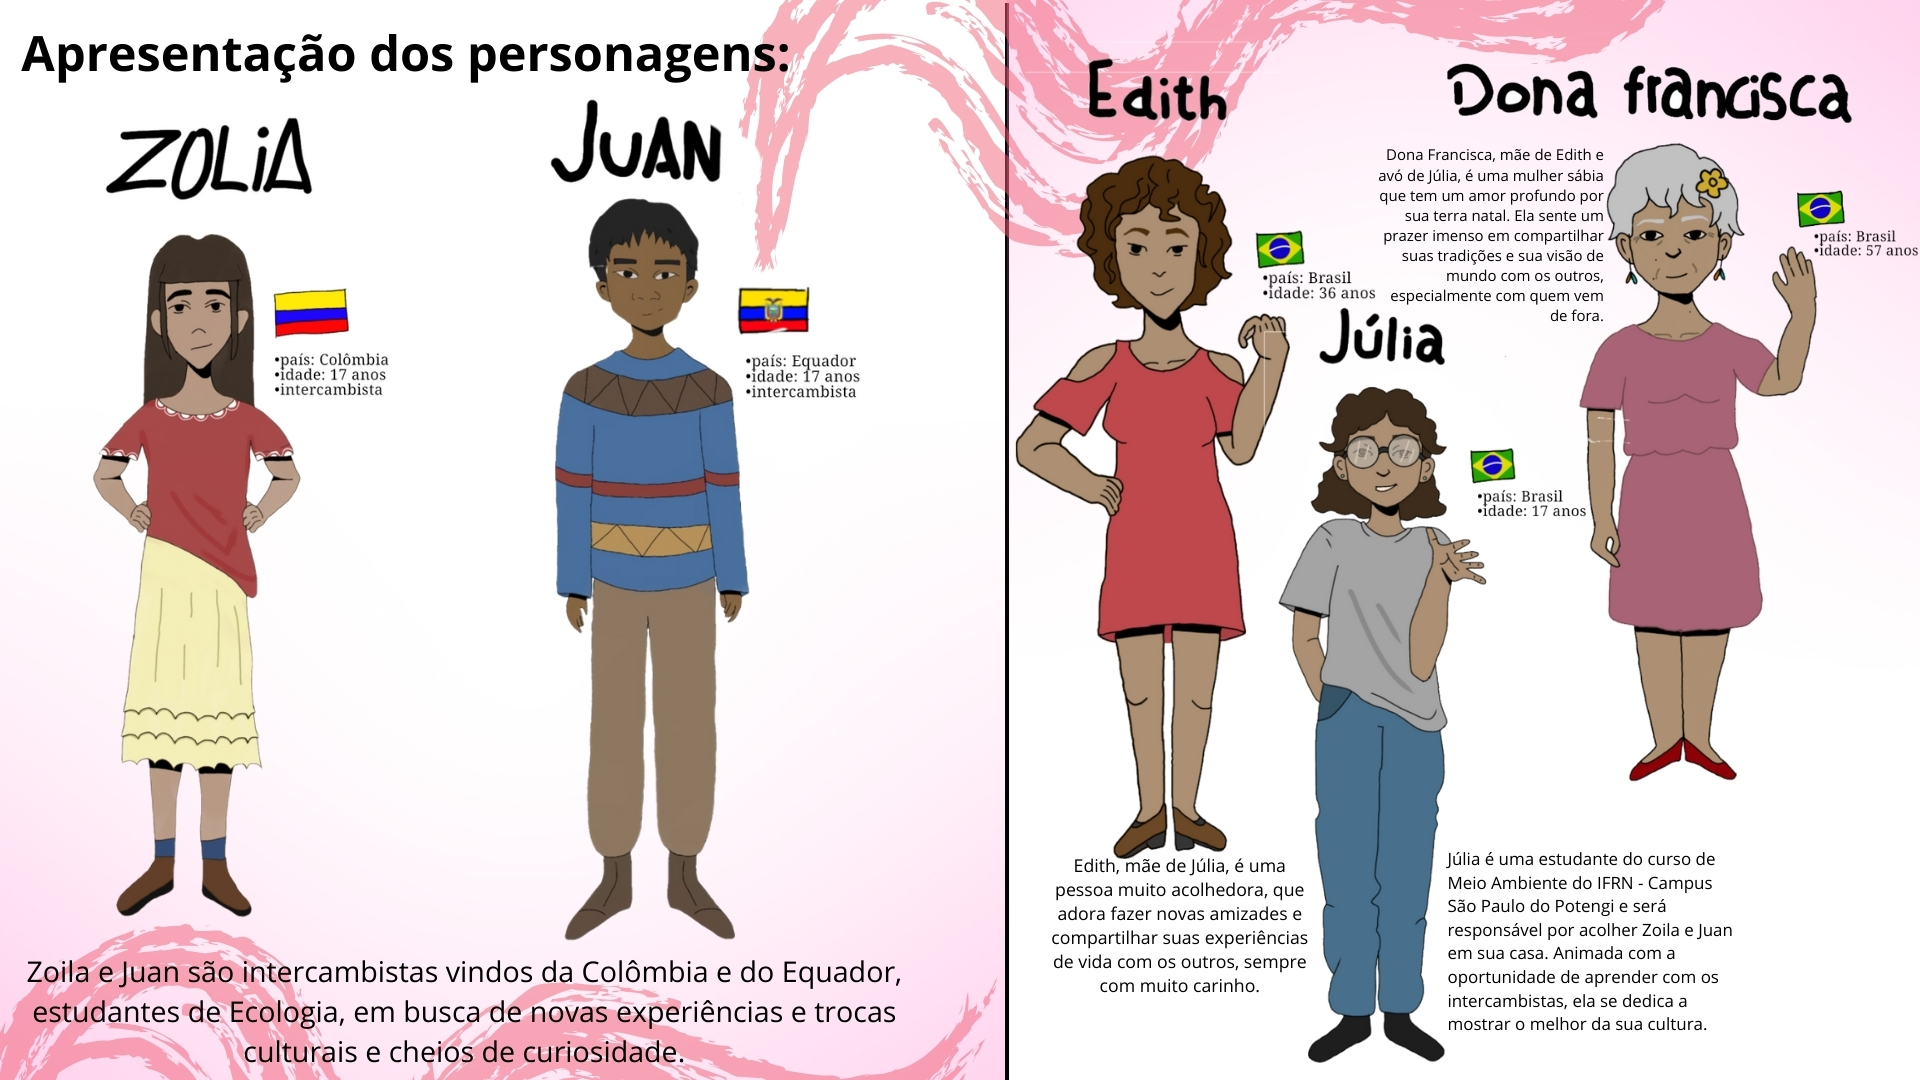 Apresentação dos personagens:
ZOLiA
•país: Colômbia
•idade: 17 anos
•intercambista
JUAN
•país: Equador
•idade: 17 anos
•intercambista
Zoila e Juan são intercambistas vindos da Colômbia e do Equador,
estudantes de Ecologia, em busca de novas experiências e trocas
culturais e cheios de curiosidade.
Edith
•país: Brasil
•idade: 36 anos
Edith, mãe de Júlia, é uma
pessoa muito acolhedora, que
adora fazer novas amizades e
compartilhar suas experiências
de vida com os outros, sempre
com muito carinho.
Júlia
•país: Brasil
•idade: 17 anos
Júlia é uma estudante do curso de
Meio Ambiente do IFRN - Campus
São Paulo do Potengi e será
responsável por acolher Zoila e Juan
em sua casa. Animada com a
oportunidade de aprender com os
intercambistas, ela se dedica a
mostrar o melhor da sua cultura.
Dona francisca
Dona Francisca, mãe de Edith e
avó de Júlia, é uma mulher sábia
que tem um amor profundo por
sua terra natal. Ela sente um
prazer imenso em compartilhar
suas tradições e sua visão de
mundo com os outros,
especialmente com quem vem
de fora.
•país: Brasil
•idade: 57 anos